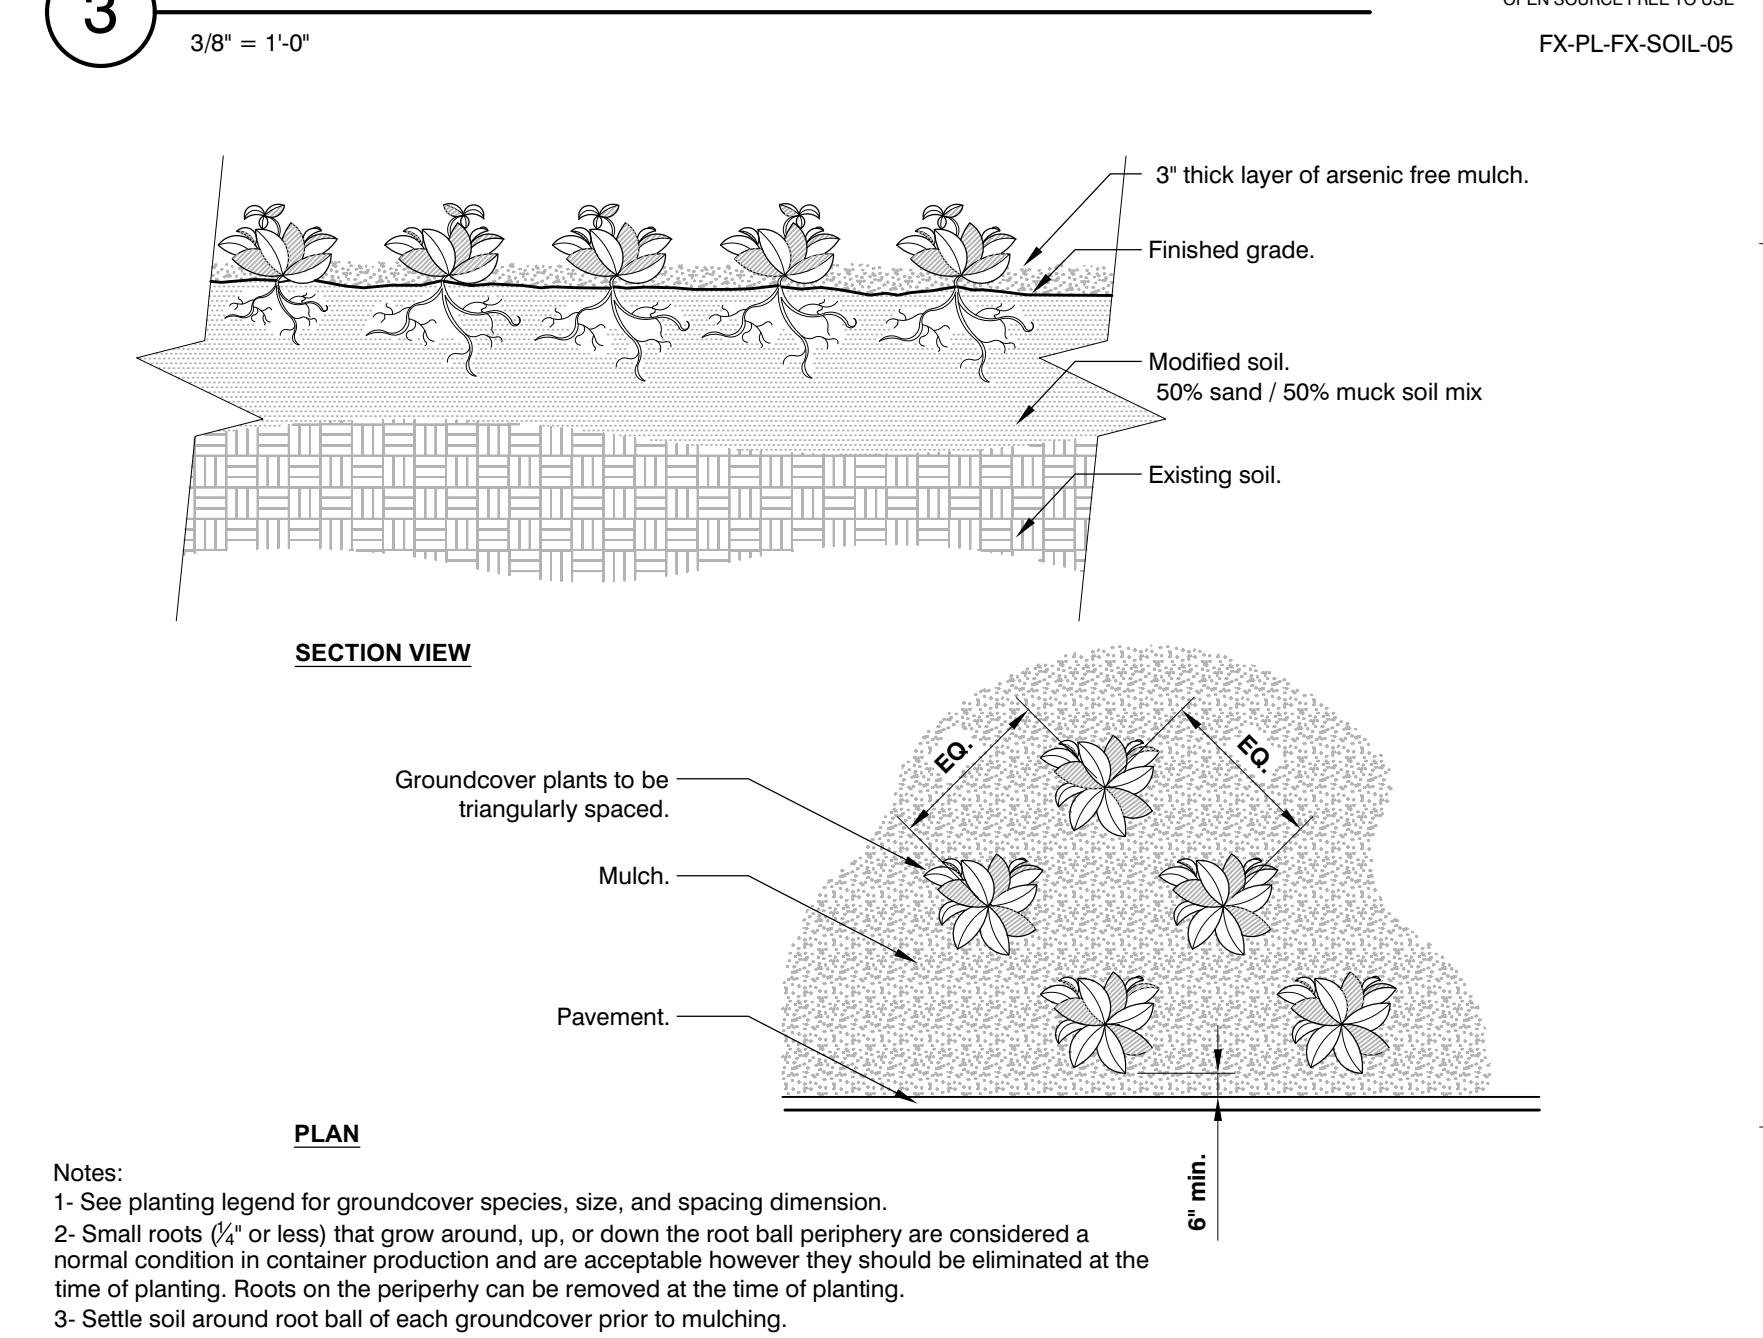 OPEN SOURCE FREE TO USE
3
3/8" = 1'-0"
FX-PL-FX-SOIL-05
3" thick layer of arsenic free mulch.
Finished grade.
Modified soil.
50% sand / 50% muck soil mix
Existing soil.
SECTION VIEW
EQ.
EQ.
Groundcover plants to be
triangularly spaced.
Mulch.
Pavement.
6" min.
PLAN
Notes:
1- See planting legend for groundcover species, size, and spacing dimension.
2- Small roots (¼" or less) that grow around, up, or down the root ball periphery are considered a
normal condition in container production and are acceptable however they should be eliminated at the
time of planting. Roots on the periperhy can be removed at the time of planting.
3- Settle soil around root ball of each groundcover prior to mulching.